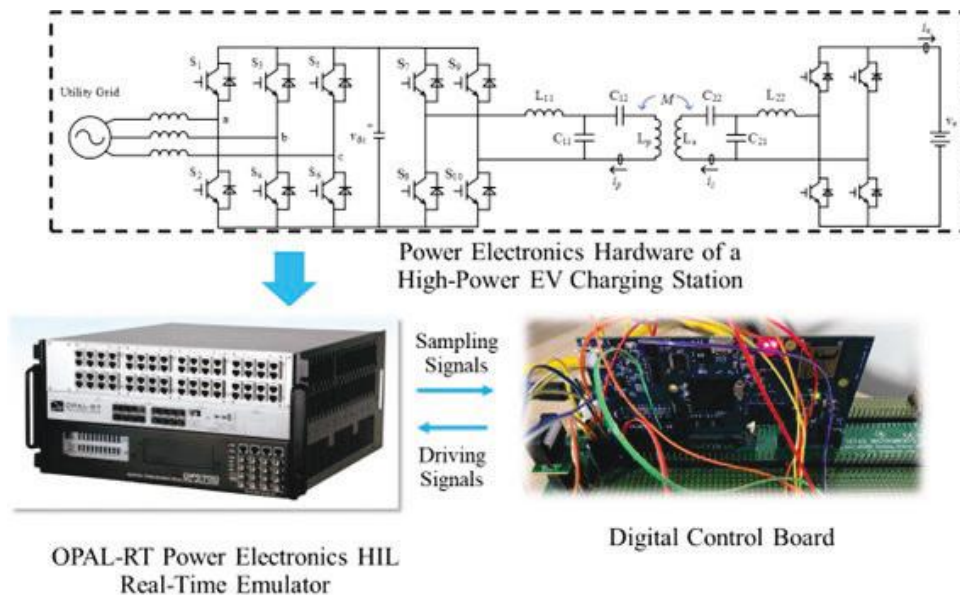 S1
S3
S5
S7
S9
Utility Grid
a
b
c
vdc
+
L11
C12
M
C22
L22
C11
Lp
Ls
C21
S2
S4
S6
S8
S10
ip
Power Electronics Hardware of a
High-Power EV Charging Station
Sampling
Signals
Driving
Signals
OPAL-RT
OPAL-RT Power Electronics HIL
Real-Time Emulator
Digital Control Board